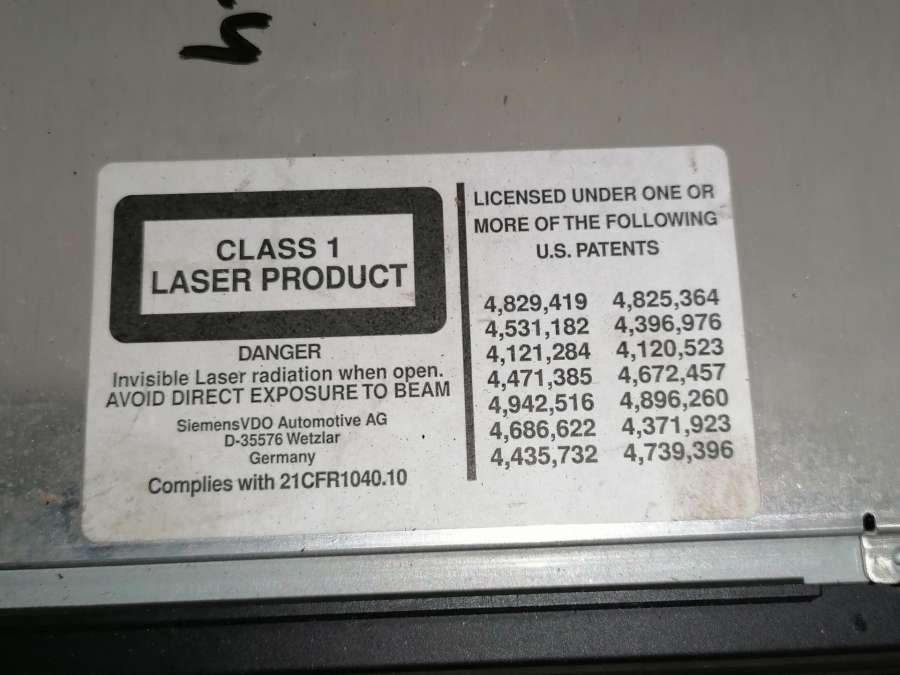 CLASS 1
LASER PRODUCT
DANGER
Invisible Laser radiation when open.
AVOID DIRECT EXPOSURE TO BEAM
SiemensVDO Automotive AG
D-35576 Wetzlar
Germany
Complies with 21CFR1040.10
LICENSED UNDER ONE OR
MORE OF THE FOLLOWING
U.S. PATENTS
4,829,419 4,825,364
4,531,182 4,396,976
4,121,284 4,120,523
4,471,385 4,672,457
4,942,516 4,896,260
4,686,622 4,371,923
4,435,732 4,739,396